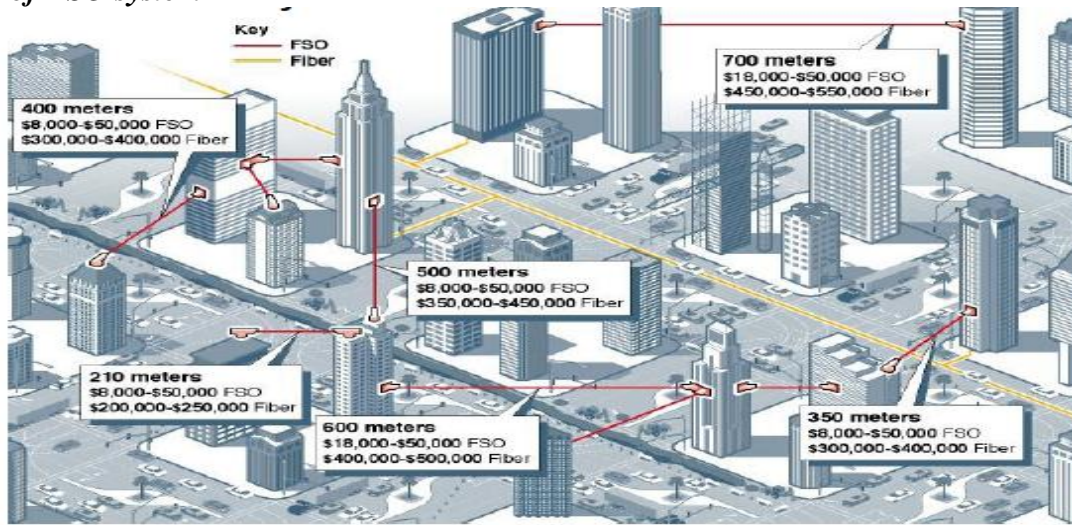 Key
FSO
Fiber
700 meters
$18,000-$50,000 FSO
$450,000-$550,000 Fiber
400 meters
$8,000-$50,000 FSO
$300,000-$400,000 Fiber
500 meters
$8,000-$50,000 FSO
$350,000-$450,000 Fiber
210 meters
$8,000-$50,000 FSO
$200,000-$250,000 Fiber
600 meters
$18,000-$50,000 FSO
$400,000-$500,000 Fiber
350 meters
$8,000-$50,000 FSO
$300,000-$400,000 Fiber